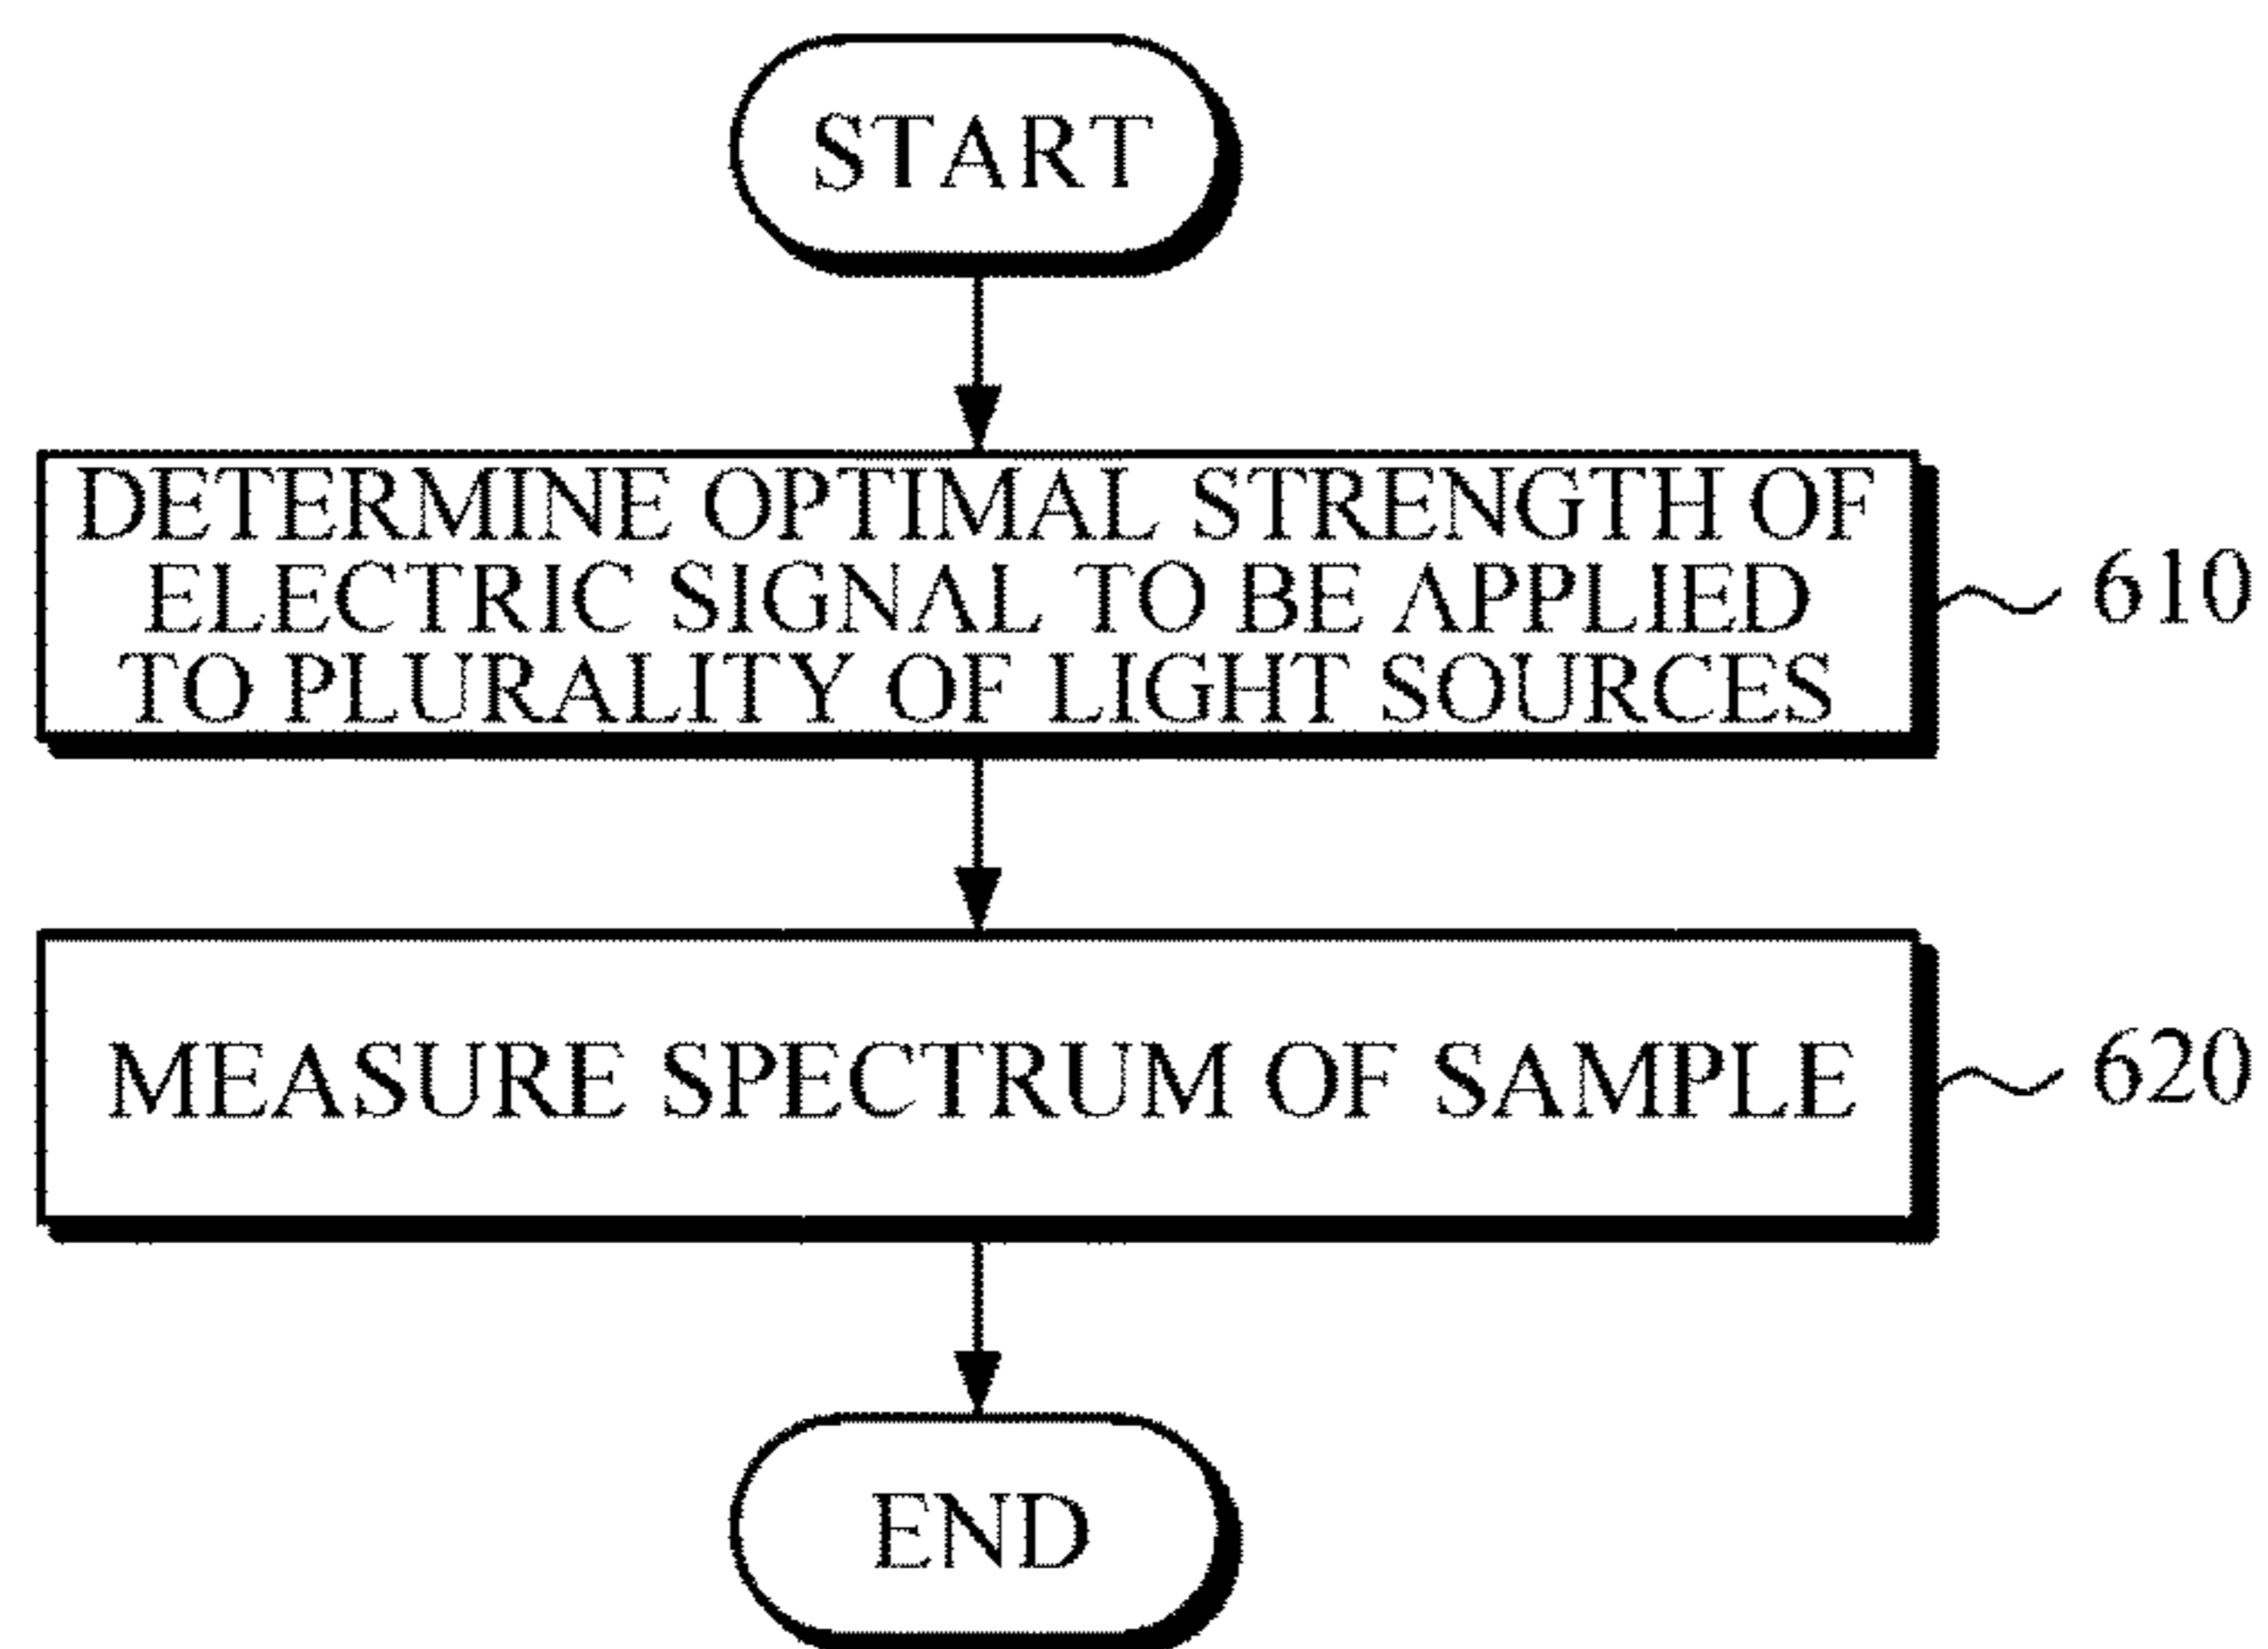 START
DETERMINE OPTIMAL STRENGTH OF
ELECTRIC SIGNAL TO BE APPLIED
TO PLURALITY OF LIGHT SOURCES
610
MEASURE SPECTRUM OF SAMPLE
620
END